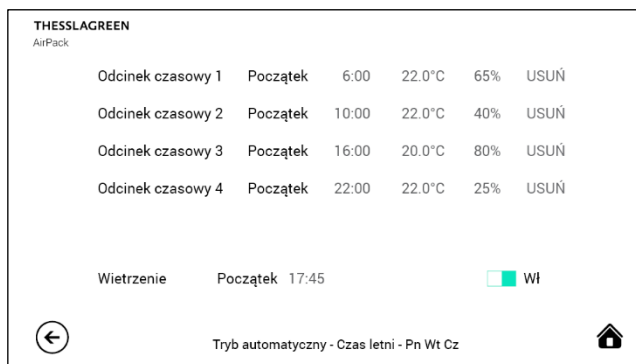 THESSLAGREEN
AirPack
Odcinek czasowy 1 Początek 6:00 22.0°C 65% USUŃ
Odcinek czasowy 2 Początek 10:00 22.0°C 40% USUŃ
Odcinek czasowy 3 Początek 16:00 20.0°C 80% USUŃ
Odcinek czasowy 4 Początek 22:00 22.0°C 25% USUŃ
Wietrzenie Początek 17:45 Wł
Tryb automatyczny - Czas letni - Pn Wt Cz